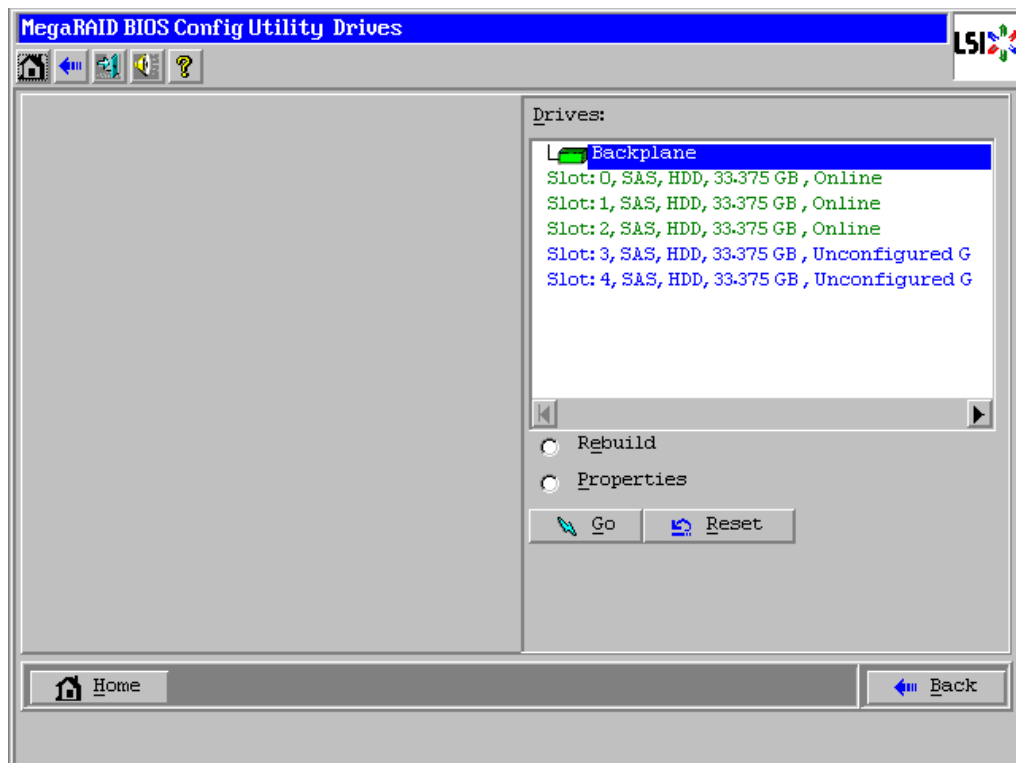 MegaRAID BIOS Config Utility Drives
LSI
Drives:
Backplane
Slot: 0, SAS, HDD, 33.375 GB , Online
Slot: 1, SAS, HDD, 33.375 GB , Online
Slot: 2, SAS, HDD, 33.375 GB , Online
Slot: 3, SAS, HDD, 33.375 GB , Unconfigured G
Slot: 4, SAS, HDD, 33.375 GB , Unconfigured G
Rebuild
Properties
Go Reset
Home Back